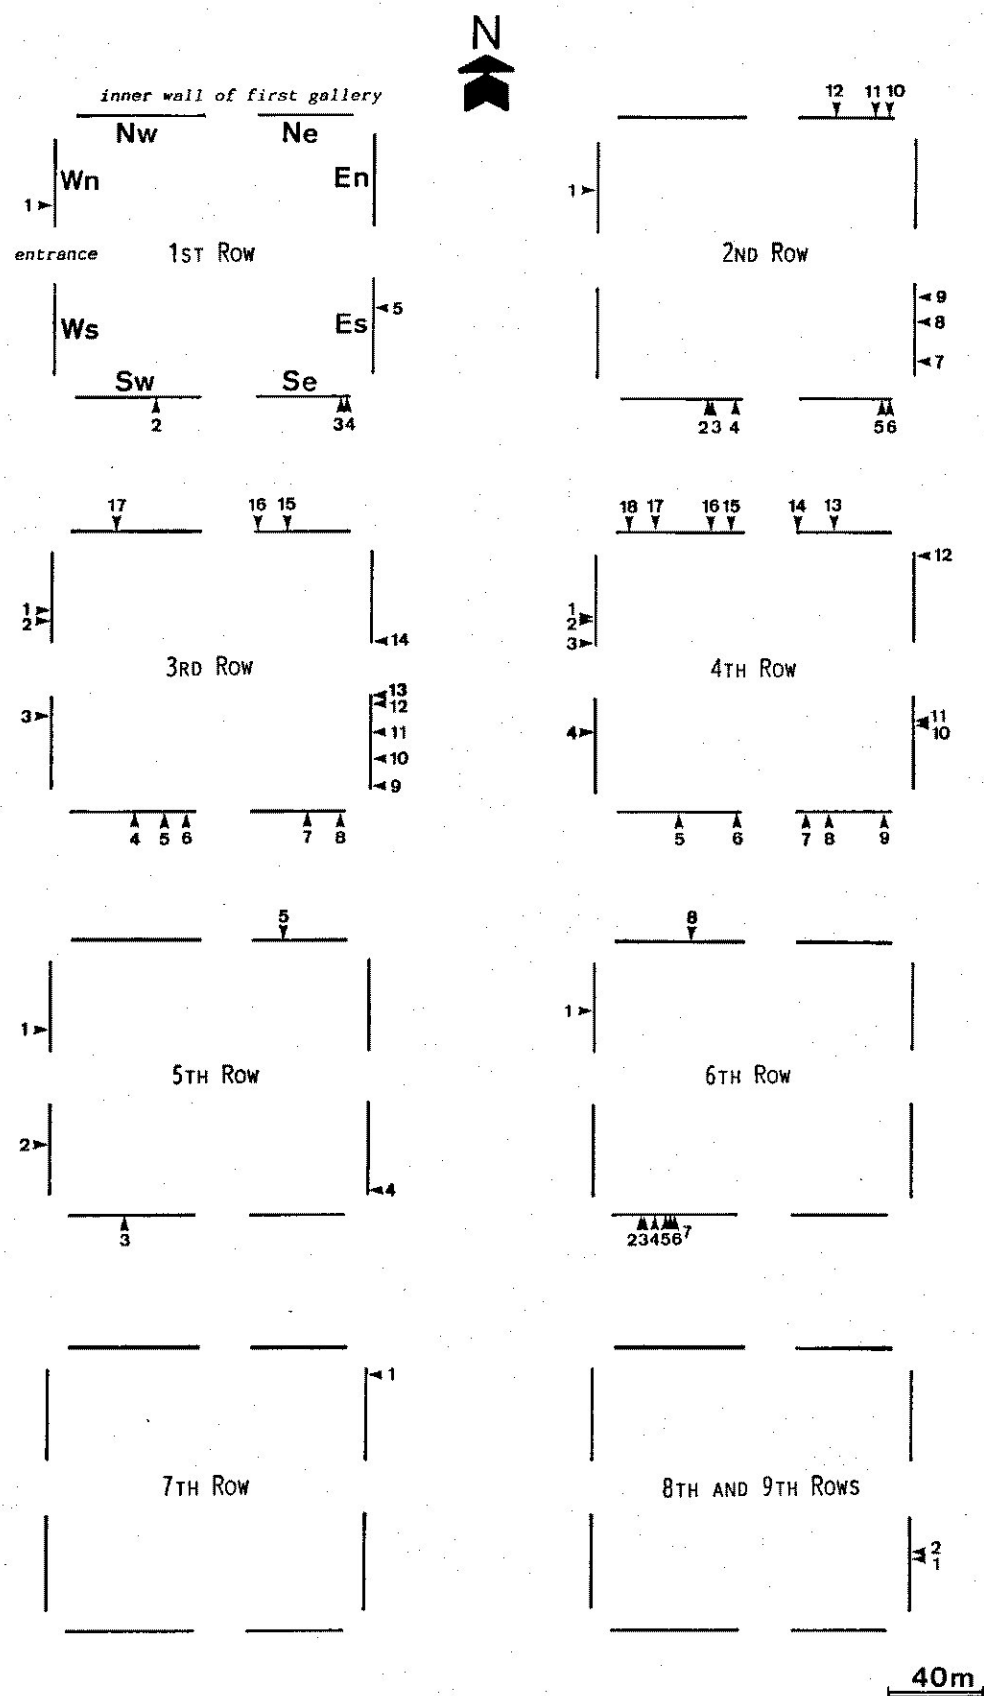 N
inner wall of first gallery
Nw Ne
Wn En
1
entrance 1ST ROW
5
Ws Es
Sw Se
2 34
12 11 10
1
2ND ROW
9
8
7
23 4 56
17 16 15
1
2
14
3RD ROW
3
13
12
11
10
9
4 5 6 7 8
18 17 16 15 14 13
12
1
2
3
4TH ROW
4
11
10
5 6 7 8 9
5
1
5TH ROW
2
4
3
8
1
6TH ROW
234567
1
7TH ROW
8TH AND 9TH ROWS
2
1
40m